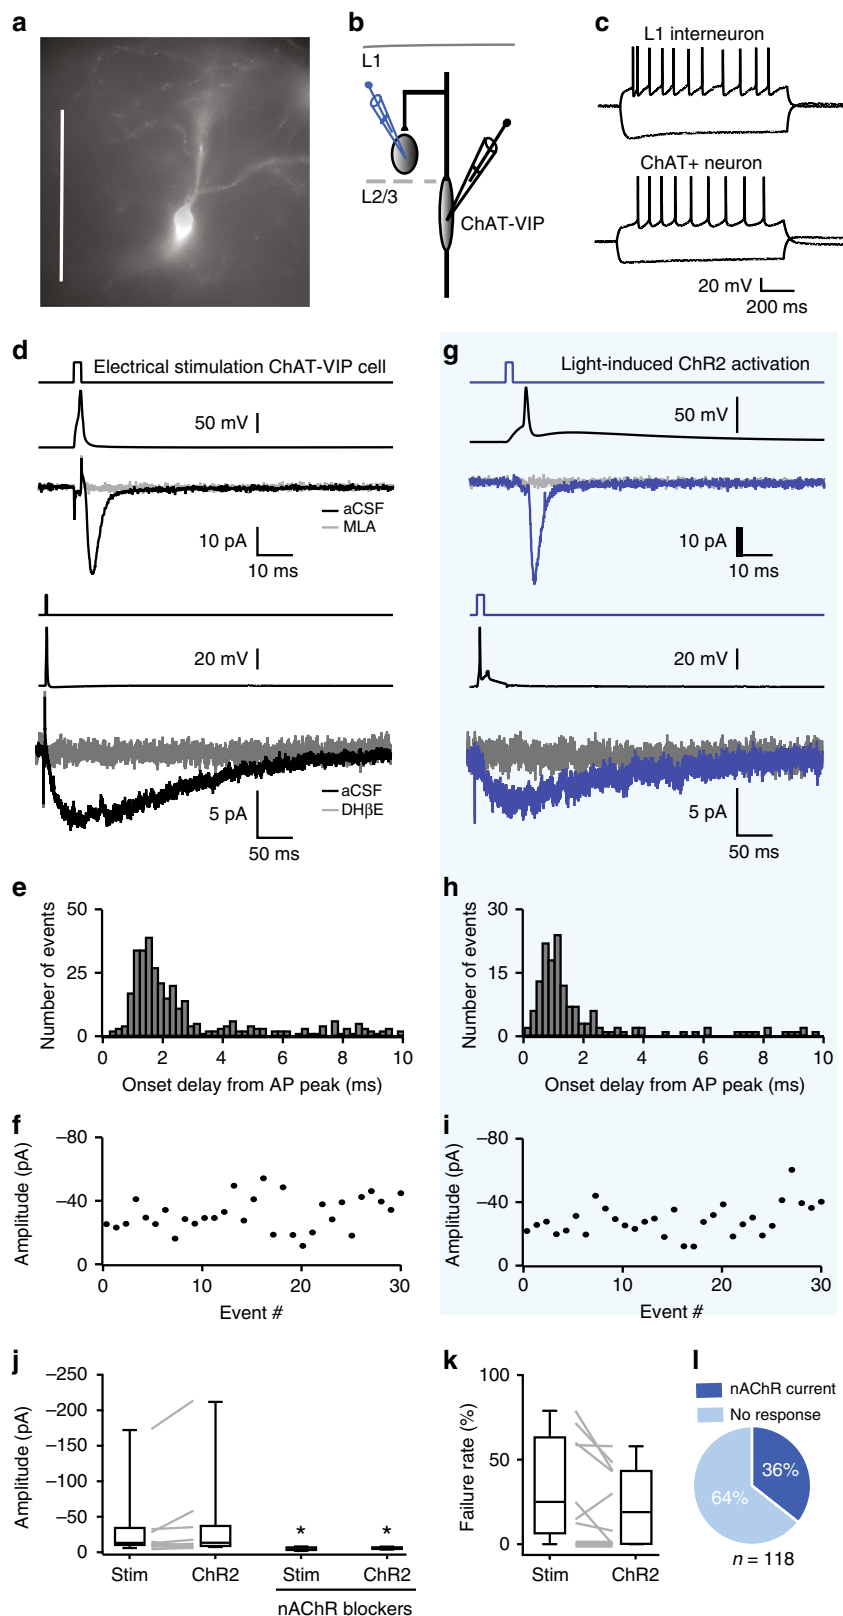 a
b
L1
L2/3
ChAT-VIP
c
L1 interneuron
ChAT+ neuron
20 mV
200 ms
d
Electrical stimulation ChAT-VIP cell
50 mV
aCSF
MLA
10 pA
10 ms
20 mV
aCSF
DHβE
5 pA
50 ms
g
Light-induced ChR2 activation
50 mV
10 pA
10 ms
20 mV
5 pA
50 ms
e
Number of events
50
25
0
0 2 4 6 8 10
Onset delay from AP peak (ms)
h
Number of events
30
15
0
0 2 4 6 8 10
Onset delay from AP peak (ms)
f
Amplitude (pA)
–80
–40
0
0 10 20 30
Event #
i
Amplitude (pA)
–80
–40
0
0 10 20 30
Event #
j
Amplitude (pA)
–250
–200
–150
–100
–50
0
* *
Stim ChR2 Stim ChR2
nAChR blockers
k
Failure rate (%)
100
50
0
Stim ChR2
l
nAChR current
No response
36%
64%
n = 118